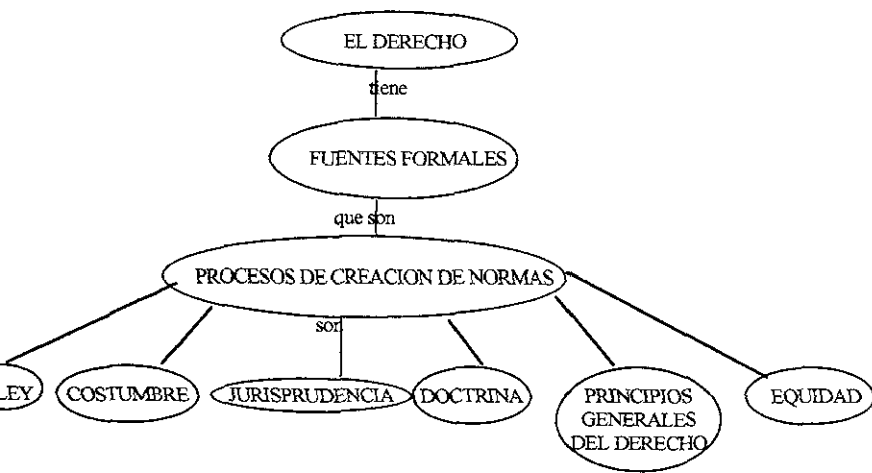 EL DERECHO
tiene
FUENTES FORMALES
que son
PROCESOS DE CREACION DE NORMAS
son
LEY
COSTUMBRE
JURISPRUDENCIA
DOCTRINA
PRINCIPIOS
GENERALES
DEL DERECHO
EQUIDAD